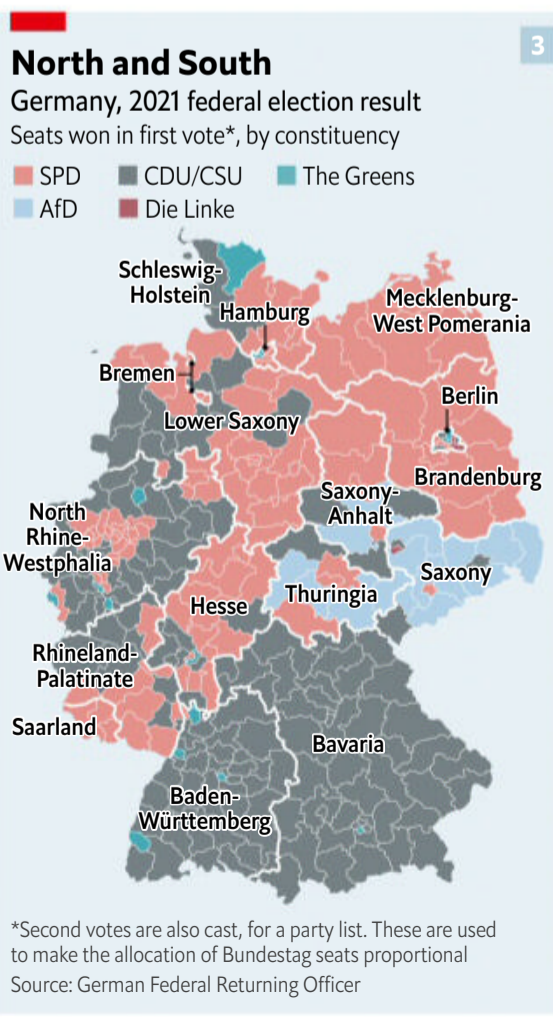 3
North and South
Germany, 2021 federal election result
Seats won in first vote*, by constituency
SPD CDU/CSU The Greens
AfD Die Linke
Schleswig-
Holstein
Hamburg
Mecklenburg-
West Pomerania
Bremen
Berlin
Lower Saxony
Brandenburg
Saxony-
Anhalt
North
Rhine-
Westphalia
Saxony
Thuringia
Hesse
Rhineland-
Palatinate
Saarland
Bavaria
Baden-
Württemberg
*Second votes are also cast, for a party list. These are used
to make the allocation of Bundestag seats proportional
Source: German Federal Returning Officer